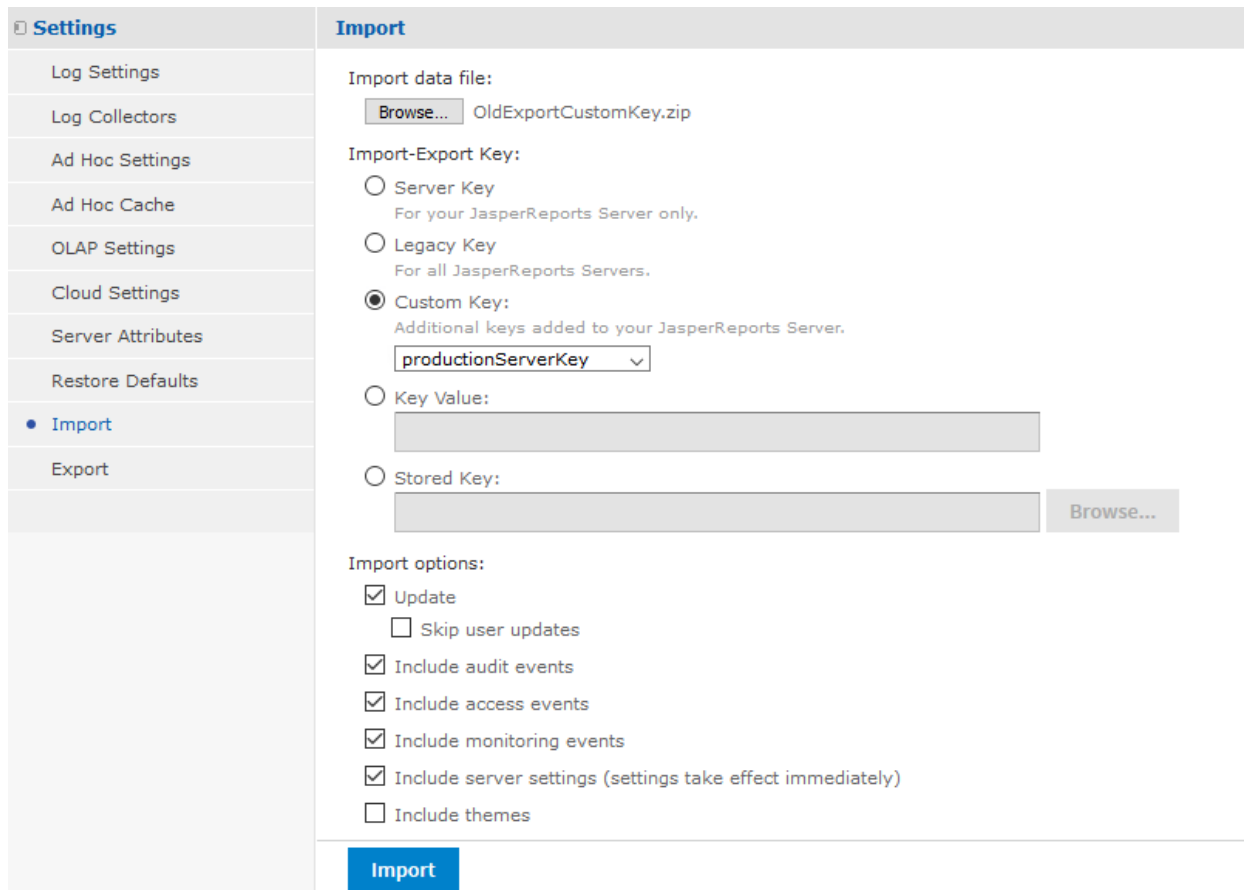 Settings
Log Settings
Log Collectors
Ad Hoc Settings
Ad Hoc Cache
OLAP Settings
Cloud Settings
Server Attributes
Restore Defaults
Import
Export
Import
Import data file:
Browse... OldExportCustomKey.zip
Import-Export Key:
Server Key
For your JasperReports Server only.
Legacy Key
For all JasperReports Servers.
Custom Key:
Additional keys added to your JasperReports Server.
productionServerKey
Key Value:
Stored Key:
Browse...
Import options:
Update
Skip user updates
Include audit events
Include access events
Include monitoring events
Include server settings (settings take effect immediately)
Include themes
Import